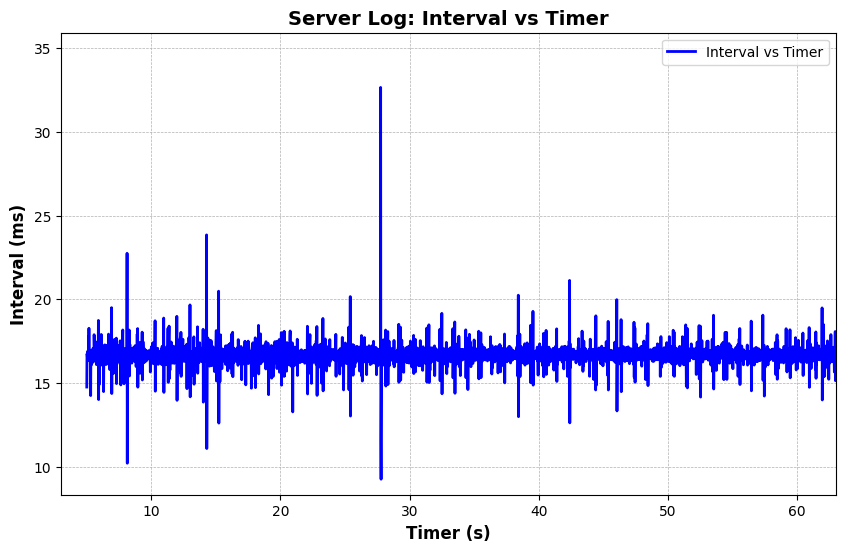 Server Log: Interval vs Timer
Interval vs Timer
35
30
25
20
15
10
Interval (ms)
10 20 30 40 50 60
Timer (s)